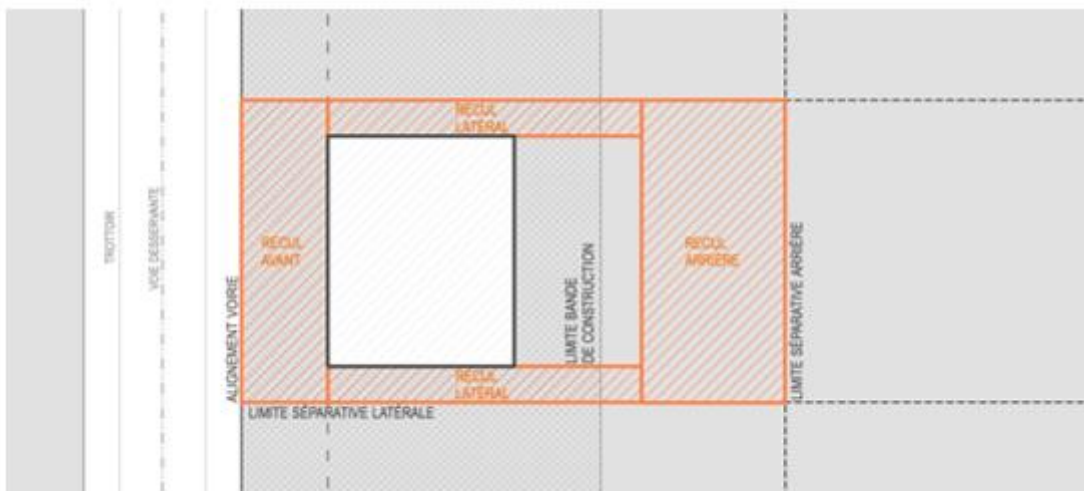 RECUL
LATÉRAL
TROTTOIR
VOIE DESSERVANTE
RECUL
AVANT
ALIGNEMENT VOIRIE
LIMITE BANDE
DE CONSTRUCTION
RECUL
ARRIÈRE
LIMITE SÉPARATIVE ARRIÈRE
RECUL
LATÉRAL
LIMITE SÉPARATIVE LATÉRALE